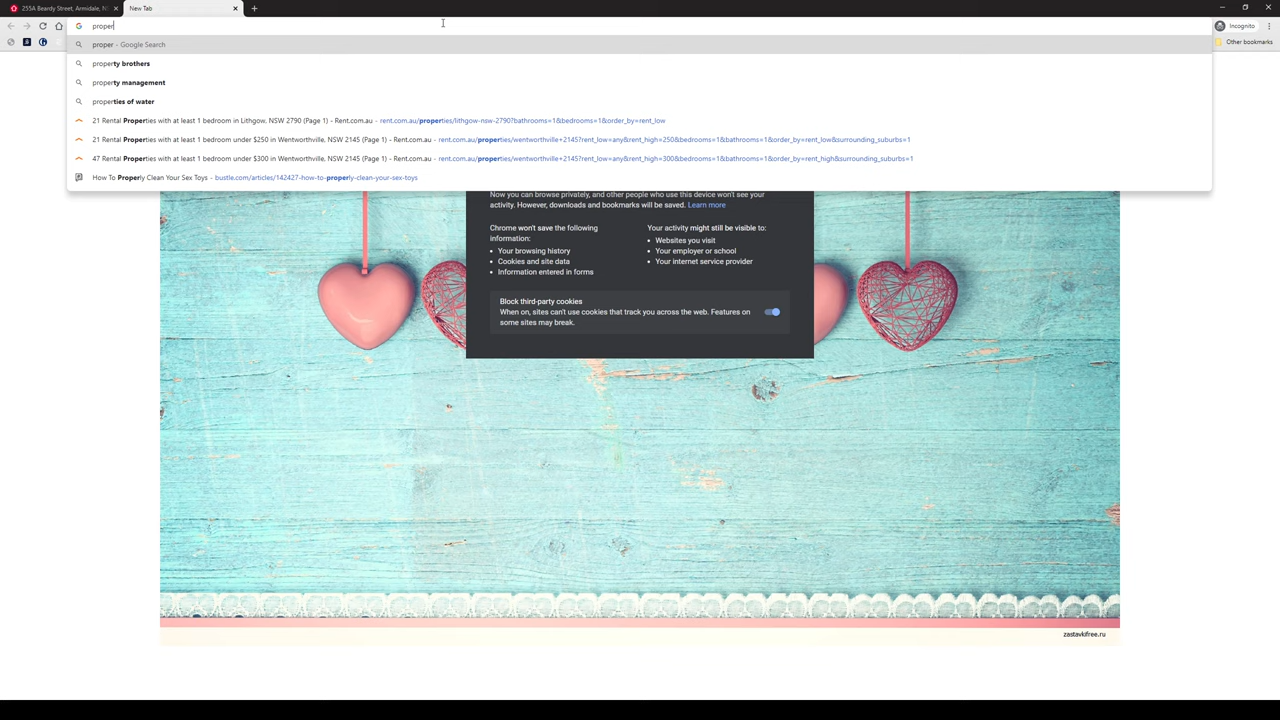 255A Beardy Street, Armidale, N
New Tab
proper
Incognito
Other bookmarks
proper - Google Search
property brothers
property management
properties of water
21 Rental Properties with at least 1 bedroom in Lithgow, NSW 2790 (Page 1) - Rent.com.au - rent.com.au/properties/lithgow-nsw-2790?bathrooms=1&bedrooms=1&order_by=rent_low
21 Rental Properties with at least 1 bedroom under $250 in Wentworthville, NSW 2145 (Page 1) - Rent.com.au - rent.com.au/properties/wentworthville+2145?rent_low=any&rent_high=250&bedrooms=1&bathrooms=1&order_by=rent_low&surrounding_suburbs=1
47 Rental Properties with at least 1 bedroom under $300 in Wentworthville, NSW 2145 (Page 1) - Rent.com.au - rent.com.au/properties/wentworthville+2145?rent_low=any&rent_high=300&bedrooms=1&bathrooms=1&order_by=rent_high&surrounding_suburbs=1
How To Properly Clean Your Sex Toys - bustle.com/articles/142427-how-to-properly-clean-your-sex-toys
Now you can browse privately, and other people who use this device won't see your
activity. However, downloads and bookmarks will be saved. Learn more
Chrome won't save the following
information:
• Your browsing history
• Cookies and site data
• Information entered in forms
Your activity might still be visible to:
• Websites you visit
• Your employer or school
• Your internet service provider
Block third-party cookies
When on, sites can't use cookies that track you across the web. Features on
some sites may break.
zastavkifree.ru